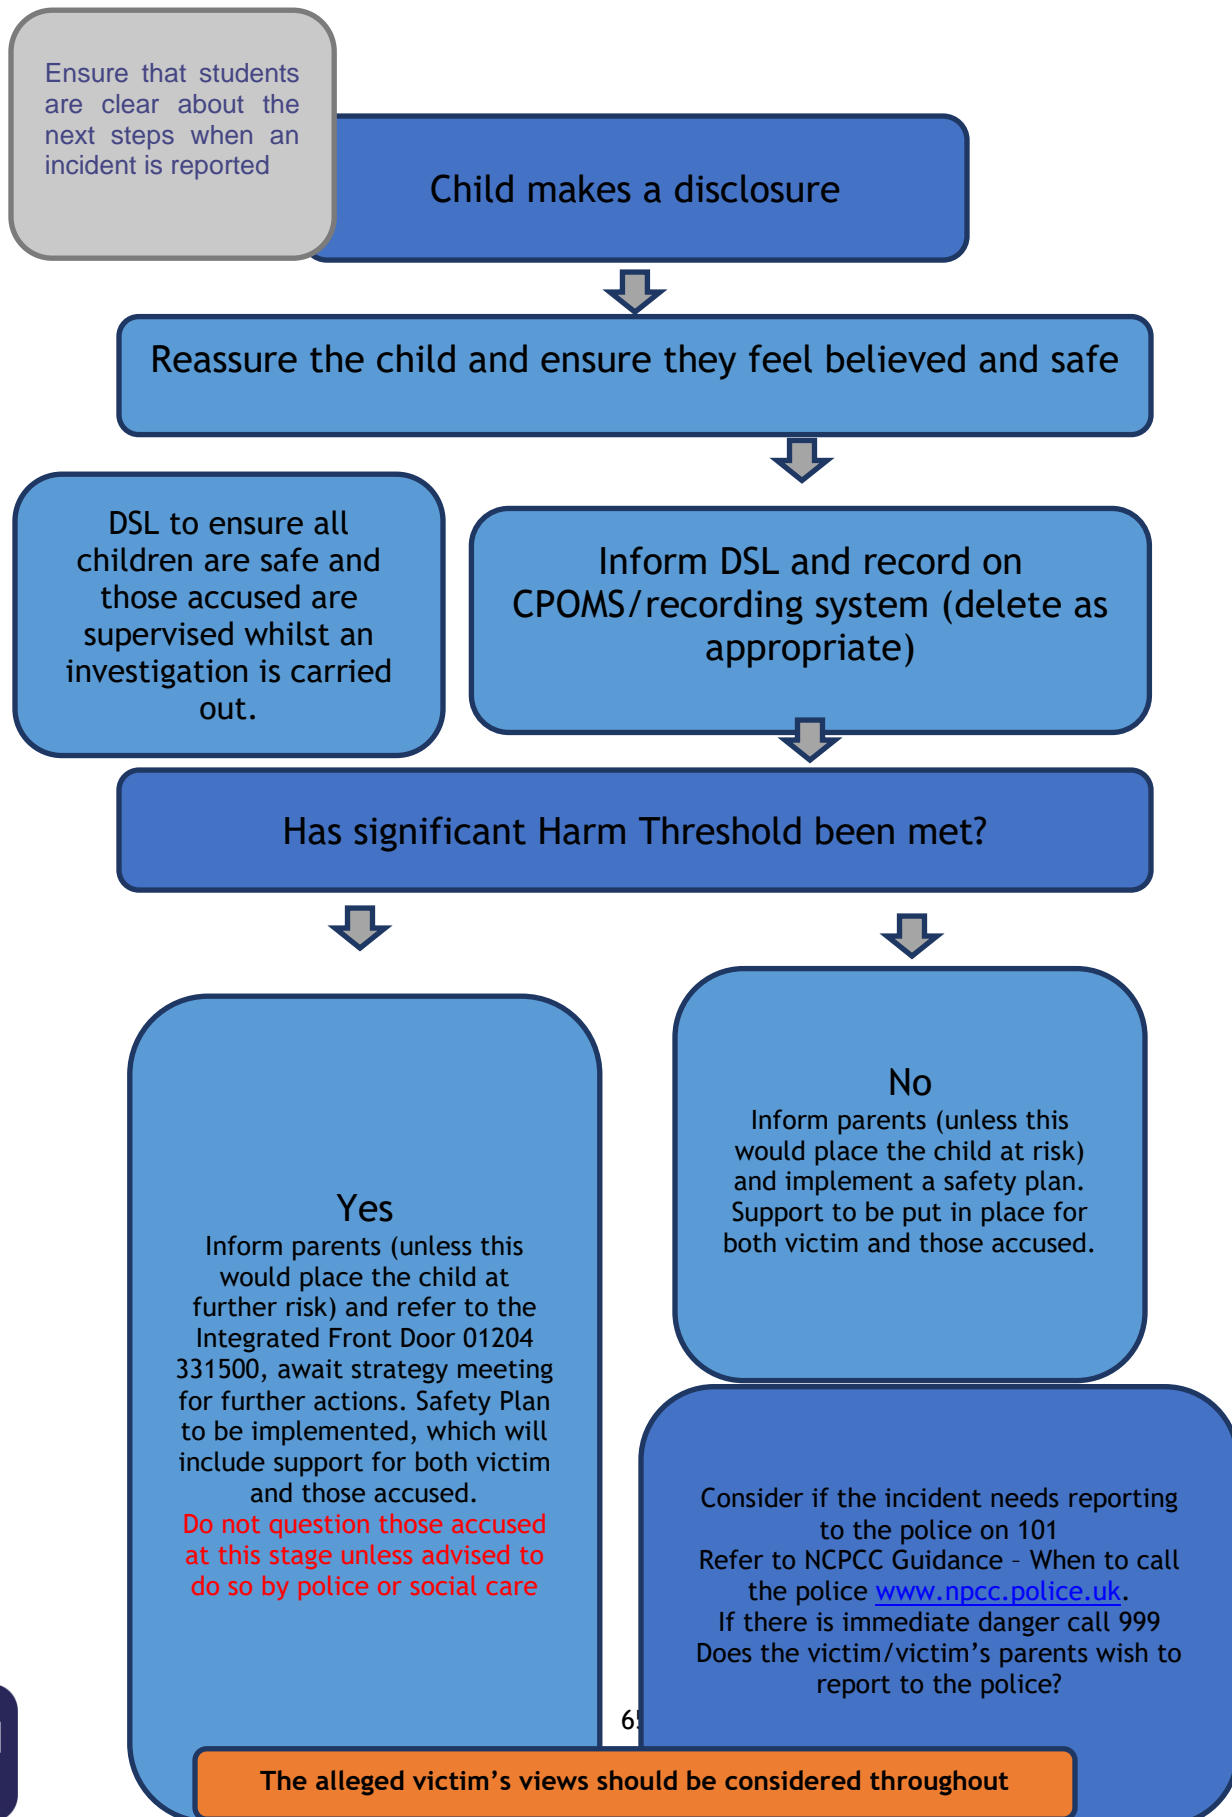 Ensure that students
are clear about the
next steps when an
incident is reported
Child makes a disclosure
Reassure the child and ensure they feel believed and safe
DSL to ensure all
children are safe and
those accused are
supervised whilst an
investigation is carried
out.
Inform DSL and record on
CPOMS/recording system (delete as
appropriate)
Has significant Harm Threshold been met?
Yes
Inform parents (unless this
would place the child at
further risk) and refer to the
Integrated Front Door 01204
331500, await strategy meeting
for further actions. Safety Plan
to be implemented, which will
include support for both victim
and those accused.
Do not question those accused
at this stage unless advised to
do so by police or social care
No
Inform parents (unless this
would place the child at risk)
and implement a safety plan.
Support to be put in place for
both victim and those accused.
Consider if the incident needs reporting
to the police on 101
Refer to NCPCC Guidance – When to call
the police www.npcc.police.uk.
If there is immediate danger call 999
Does the victim/victim’s parents wish to
report to the police?
The alleged victim’s views should be considered throughout